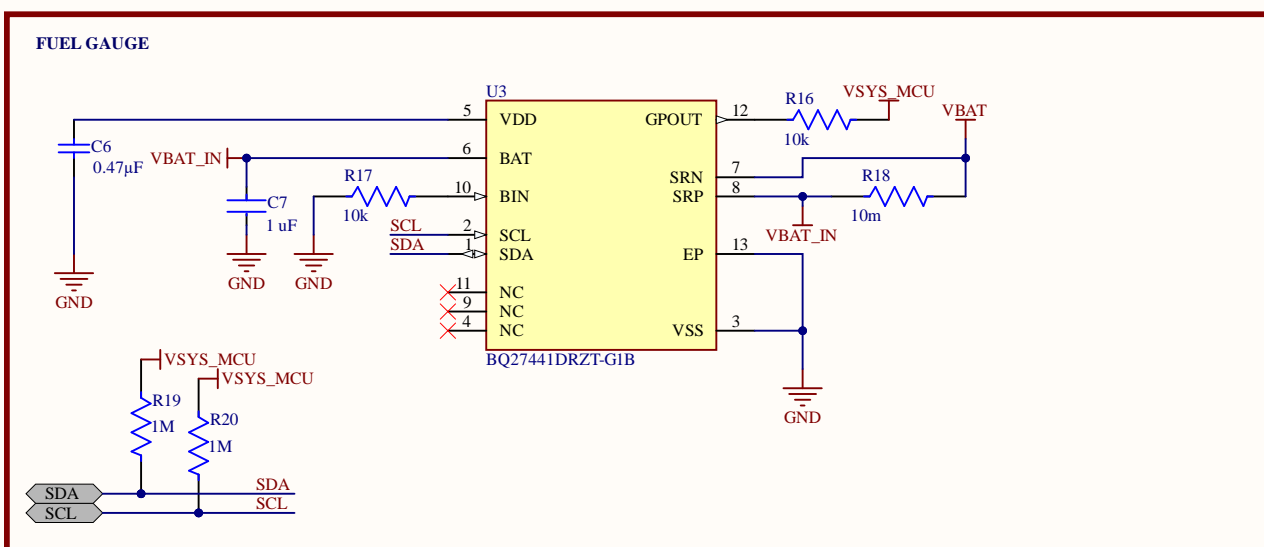 FUEL GAUGE
U3
5 VDD
GPOUT 12
R16
10k
VSYS_MCU
VBAT
C6
0.47µF
VBAT_IN
6 BAT
C7
1 uF
R17
10k
10 BIN
SRN 7
SRP 8
R18
10m
VBAT_IN
SCL 2 SCL
SDA 1 SDA
EP 13
11 NC
9 NC
4 NC
VSS 3
GND
GND
GND
BQ27441DRZT-G1B
GND
VSYS_MCU
VSYS_MCU
R19
1M
R20
1M
SDA SDA
SCL SCL